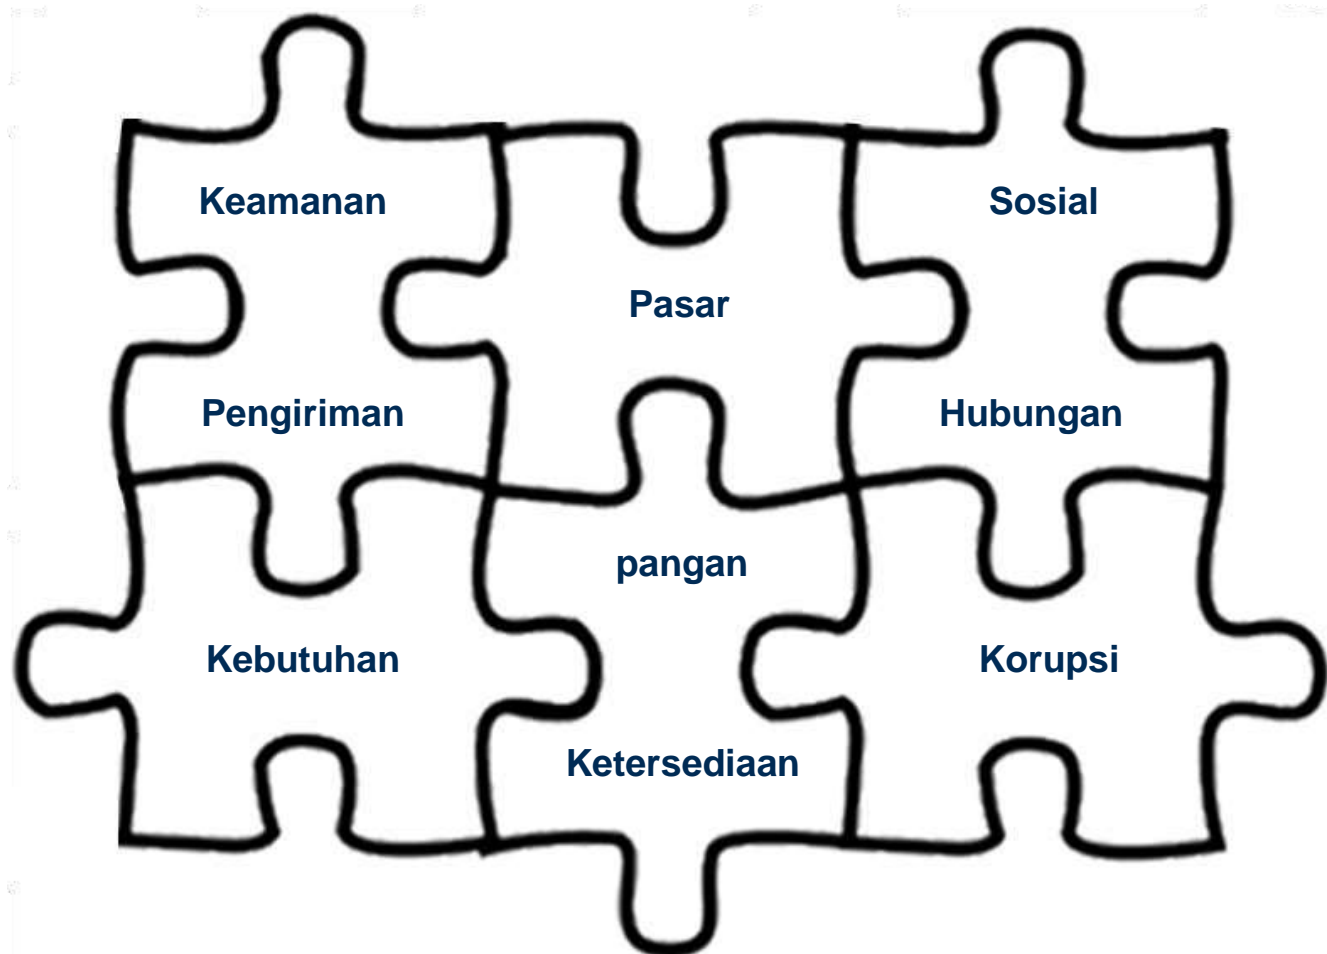 Keamanan
Pengiriman
Pasar
Sosial
Hubungan
Kebutuhan
pangan
Ketersediaan
Korupsi